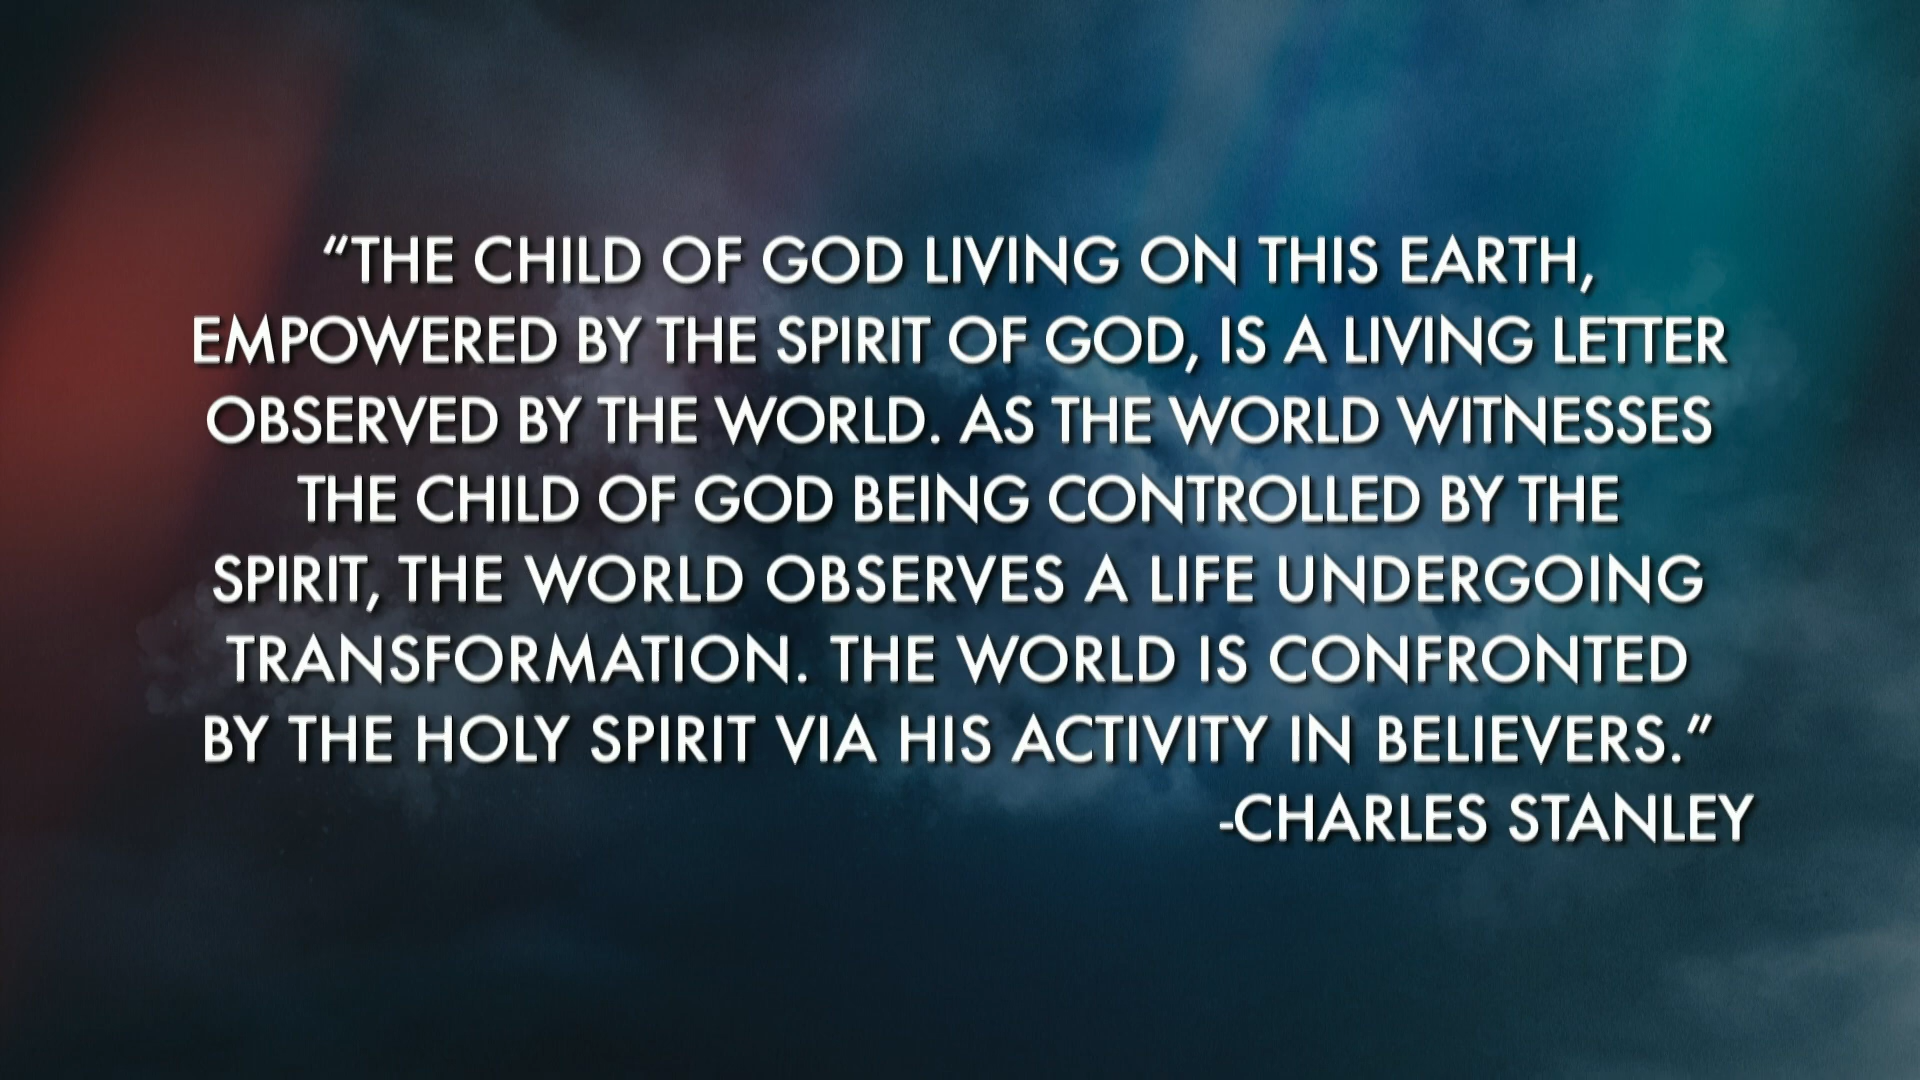 “THE CHILD OF GOD LIVING ON THIS EARTH,
EMPOWERED BY THE SPIRIT OF GOD, IS A LIVING LETTER
OBSERVED BY THE WORLD. AS THE WORLD WITNESSES
THE CHILD OF GOD BEING CONTROLLED BY THE
SPIRIT, THE WORLD OBSERVES A LIFE UNDERGOING
TRANSFORMATION. THE WORLD IS CONFRONTED
BY THE HOLY SPIRIT VIA HIS ACTIVITY IN BELIEVERS.”
-CHARLES STANLEY